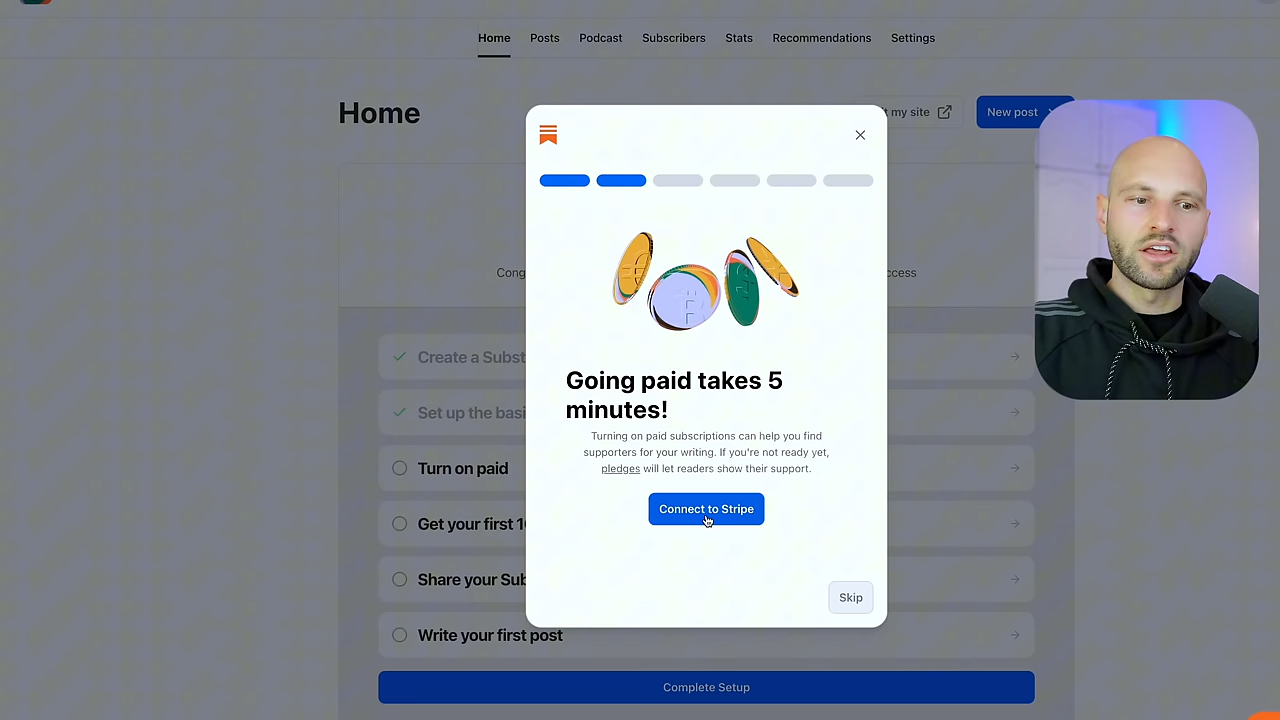 Home Posts Podcast Subscribers Stats Recommendations Settings
Home
my site
New post
Going paid takes 5
minutes!
Turning on paid subscriptions can help you find
supporters for your writing. If you're not ready yet,
pledges will let readers show their support.
Connect to Stripe
Skip
Create a Subst
Set up the basi
Turn on paid
Get your first 10
Share your Sub
Write your first post
Complete Setup